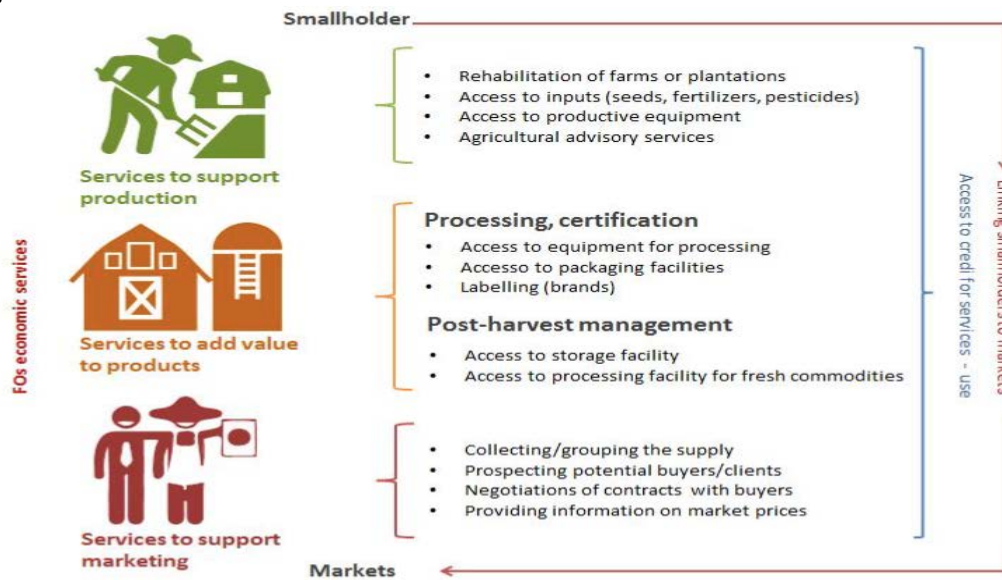 Smallholder
• Rehabilitation of farms or plantations
• Access to inputs (seeds, fertilizers, pesticides)
• Access to productive equipment
• Agricultural advisory services
Services to support
production
Processing, certification
• Access to equipment for processing
• Accesso to packaging facilities
• Labelling (brands)
Post-harvest management
• Access to storage facility
• Access to processing facility for fresh commodities
Services to add value
to products
• Collecting/grouping the supply
• Prospecting potential buyers/clients
• Negotiations of contracts with buyers
• Providing information on market prices
Services to support
marketing
Markets
FOs economic services
Access to credi for services - use
Linking smallholders to markets